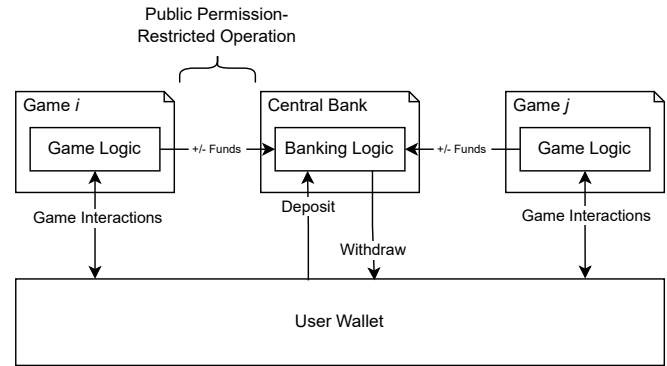 Public Permission-
Restricted Operation
Game i
Central Bank
Game j
Game Logic
+/- Funds
Banking Logic
+/- Funds
Game Logic
Game Interactions
Deposit
Game Interactions
Withdraw
User Wallet